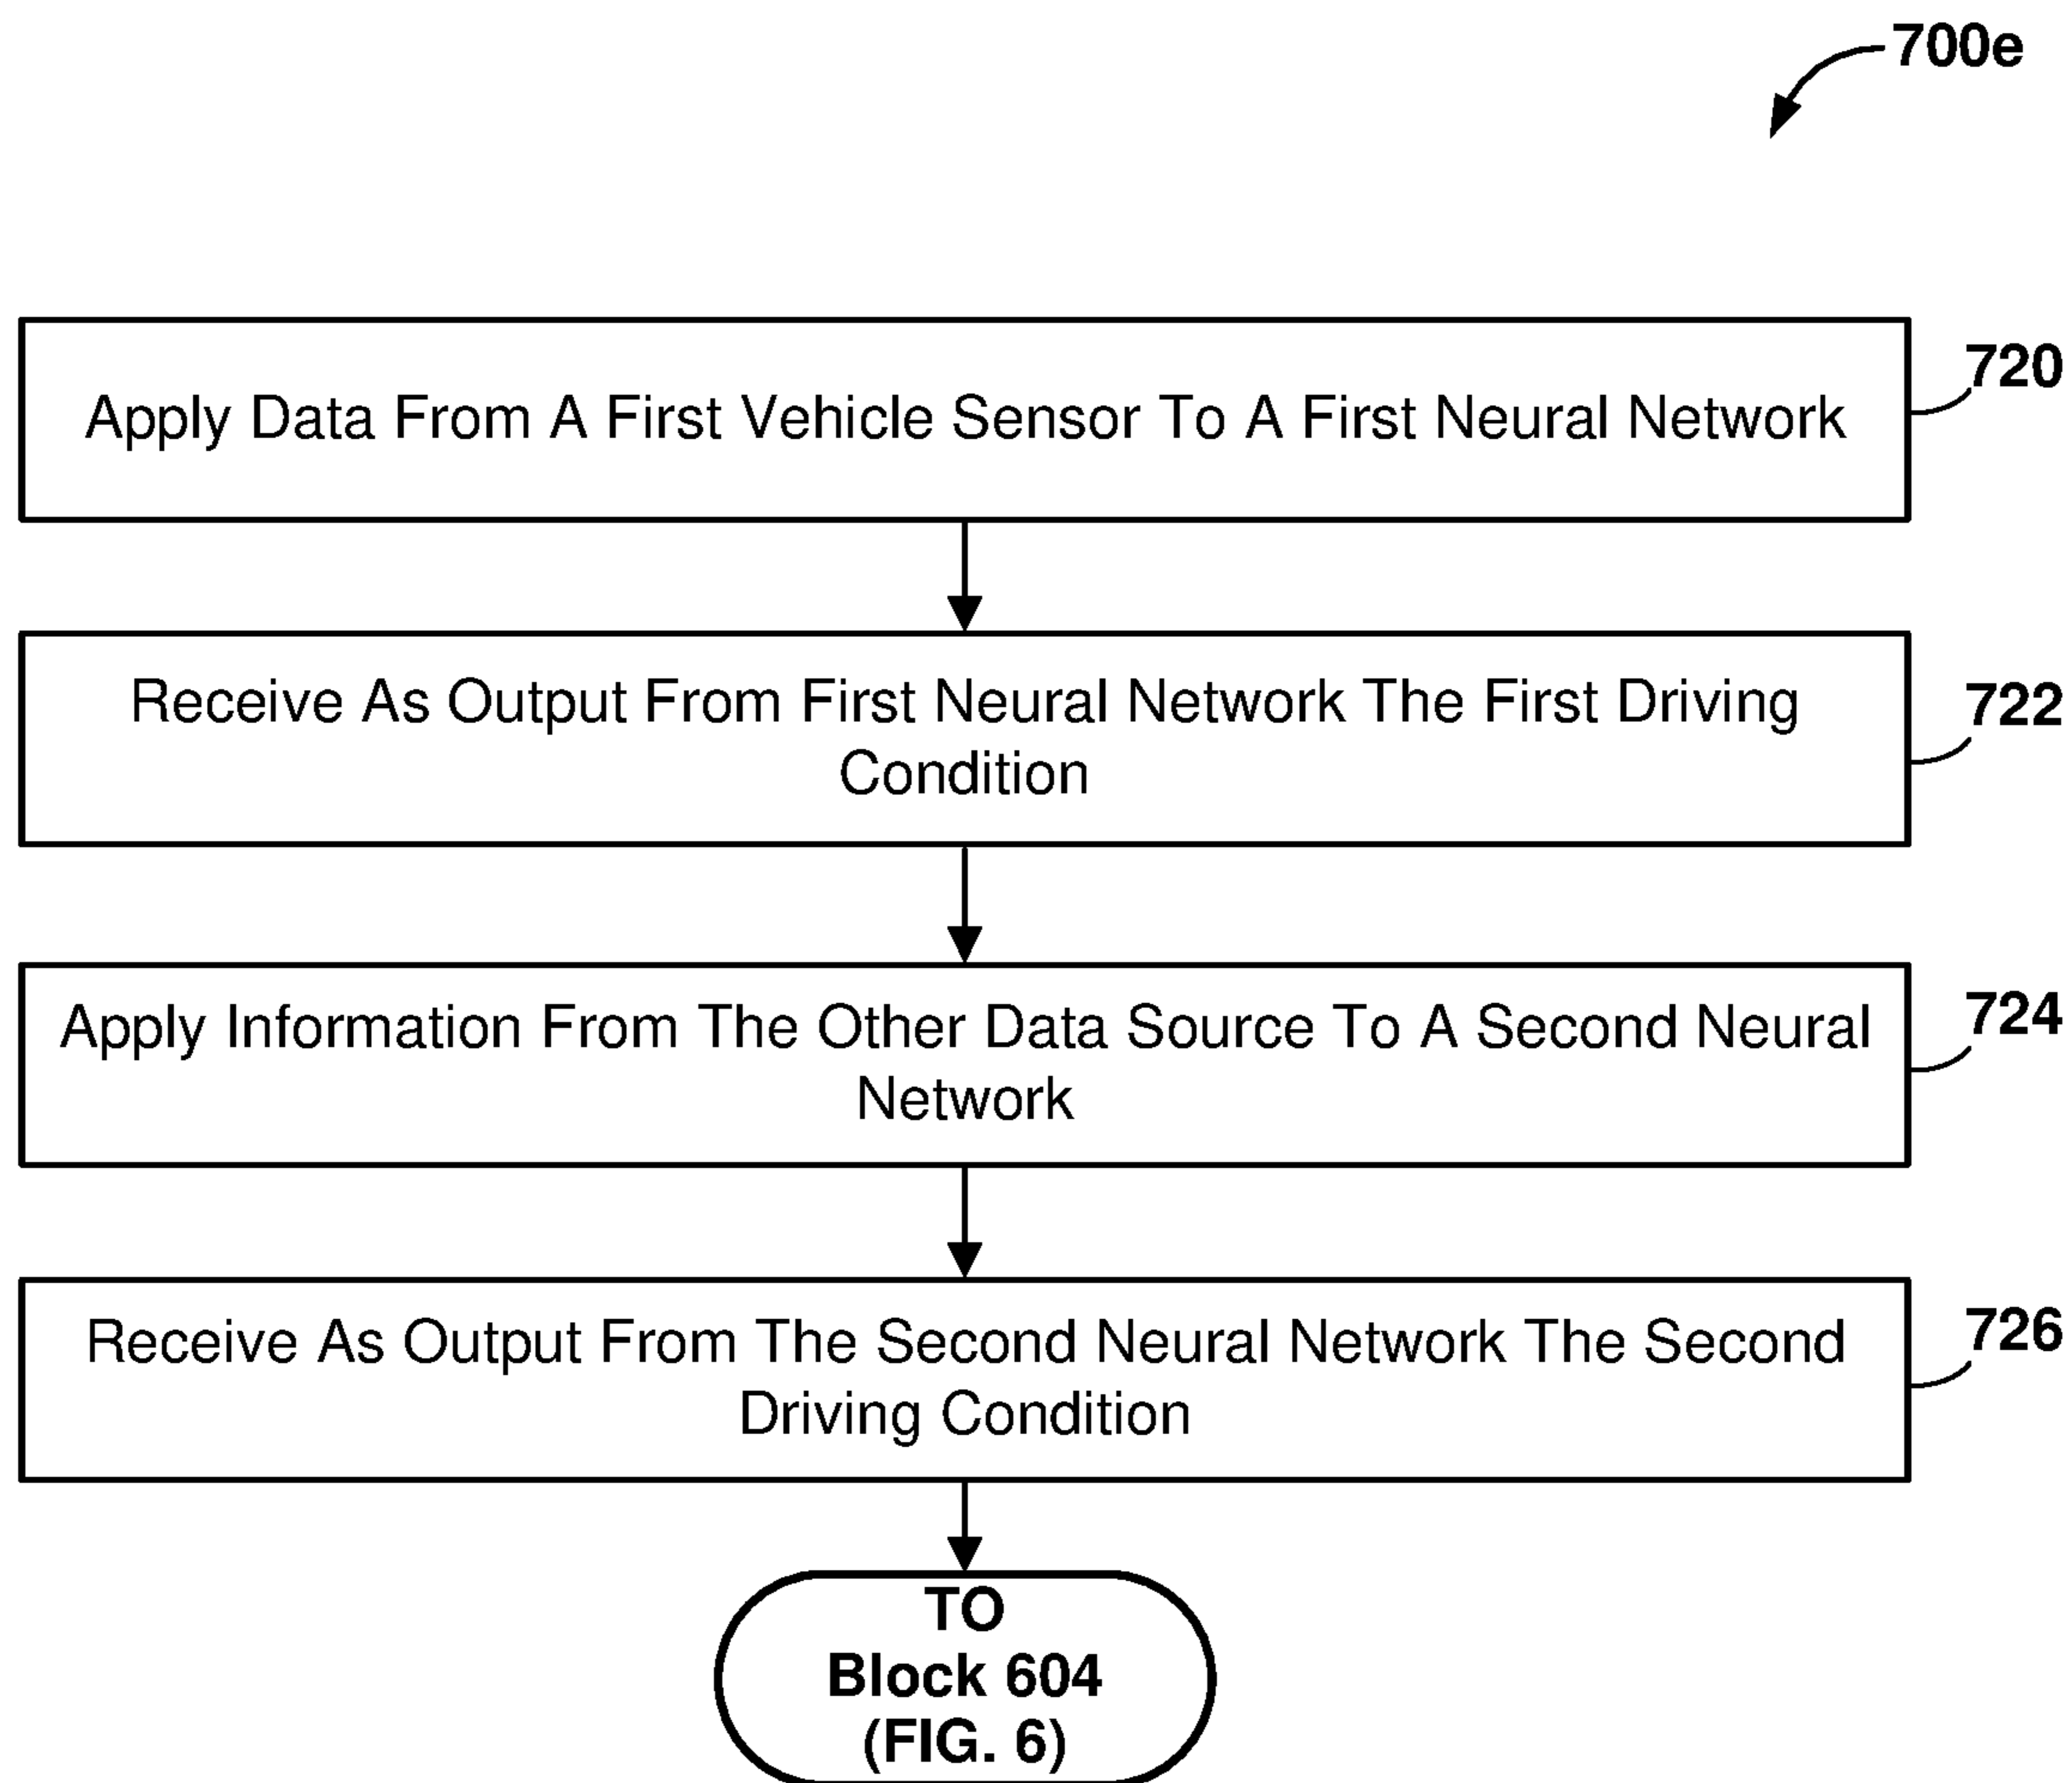 700e
Apply Data From A First Vehicle Sensor To A First Neural Network
720
Receive As Output From First Neural Network The First Driving
Condition
722
Apply Information From The Other Data Source To A Second Neural
Network
724
Receive As Output From The Second Neural Network The Second
Driving Condition
726
TO
Block 604
(FIG. 6)